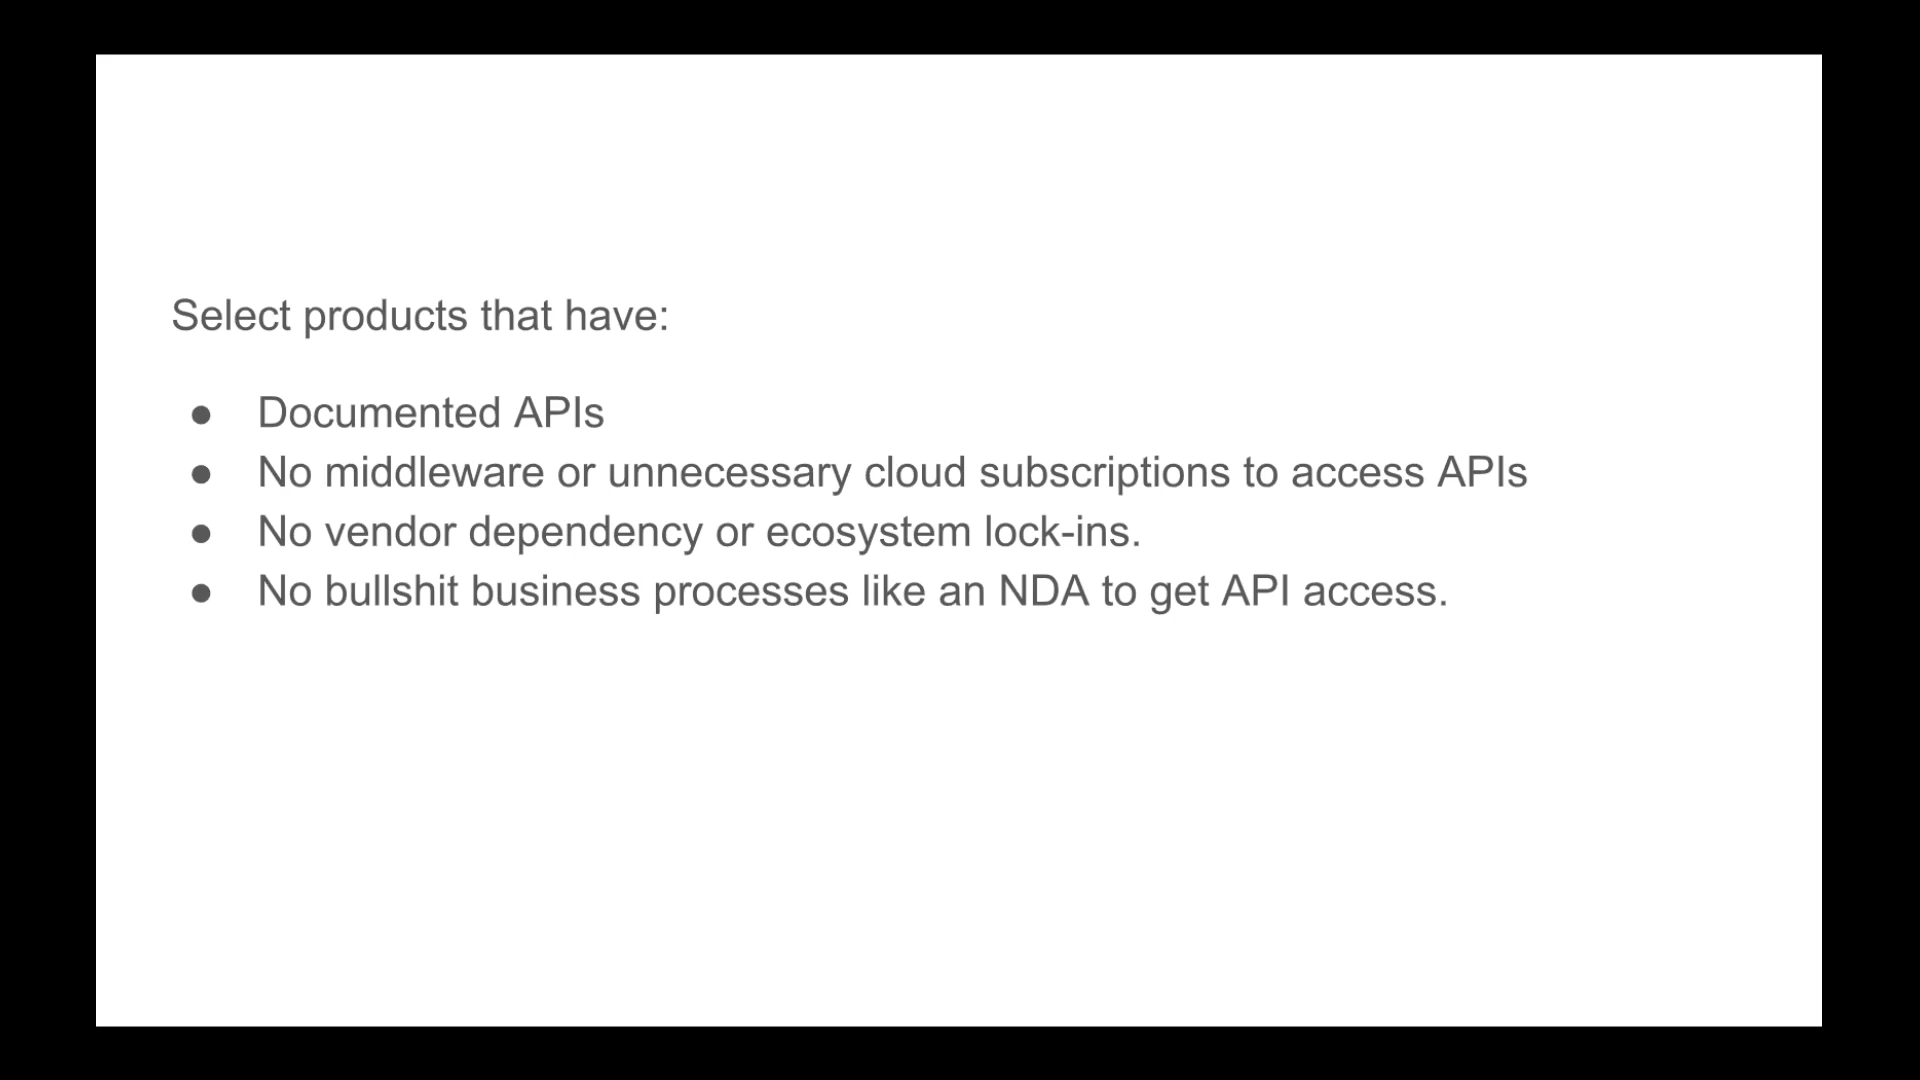 Select products that have:
● Documented APIs
● No middleware or unnecessary cloud subscriptions to access APIs
● No vendor dependency or ecosystem lock-ins.
● No bullshit business processes like an NDA to get API access.